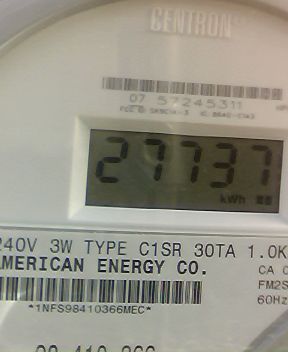 CENTRON
07 57245311
27737
kWh
240V 3W TYPE C1SR 30TA 1.0K
AMERICAN ENERGY CO.
CA
FM2S
60Hz
*1NFS98410366MEC*